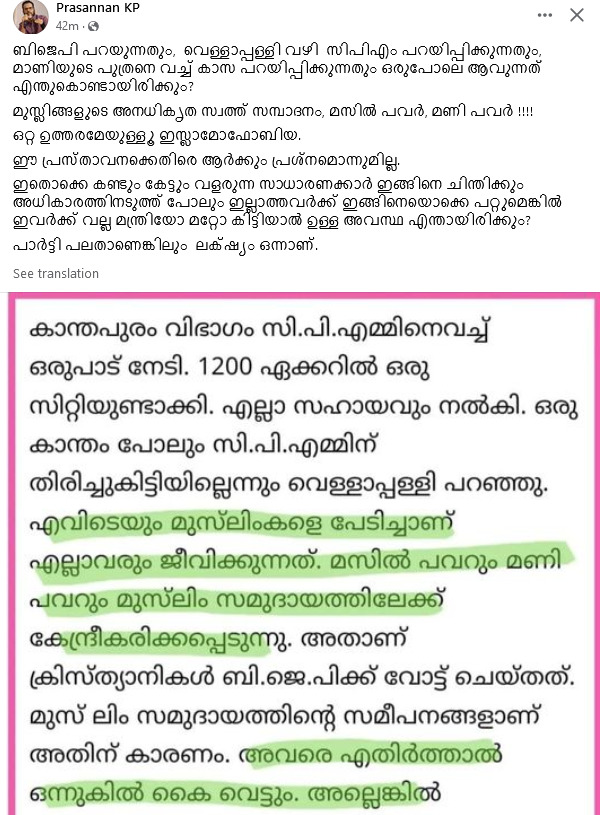 Prasannan KP
42m
ബിജെപി പറയുന്നതും, വെള്ളാപ്പള്ളി വഴി സിപിഎം പറയിപ്പിക്കുന്നതും,
മാണിയുടെ പുത്രനെ വച്ച് കാസ പറയിപ്പിക്കുന്നതും ഒരുപോലെ ആവുന്നത്
എന്തുകൊണ്ടായിരിക്കും?
മുസ്ലിങ്ങളുടെ അനധികൃത സ്വത്ത് സമ്പാദനം, മസിൽ പവർ, മണി പവർ !!!!
ഒറ്റ ഉത്തരമേയുള്ളൂ ഇസ്ലാമോഫോബിയ.
ഈ പ്രസ്താവനക്കെതിരെ ആർക്കും പ്രശ്നമൊന്നുമില്ല.
ഇതൊക്കെ കണ്ടും കേട്ടും വളരുന്ന സാധാരണക്കാർ ഇങ്ങിനെ ചിന്തിക്കും
അധികാരത്തിനടുത്ത് പോലും ഇല്ലാത്തവർക്ക് ഇങ്ങിനെയൊക്കെ പറ്റുമെങ്കിൽ
ഇവർക്ക് വല്ല മന്ത്രിയോ മറ്റോ കിട്ടിയാൽ ഉള്ള അവസ്ഥ എന്തായിരിക്കും?
പാർട്ടി പലതാണെങ്കിലും ലക്ഷ്യം ഒന്നാണ്.
See translation
കാന്തപുരം വിഭാഗം സി.പി.എമ്മിനെവച്ച്
ഒരുപാട് നേടി. 1200 ഏക്കറിൽ ഒരു
സിറ്റിയുണ്ടാക്കി. എല്ലാ സഹായവും നൽകി. ഒരു
കാന്തം പോലും സി.പി.എമ്മിന്
തിരിച്ചുകിട്ടിയില്ലെന്നും വെള്ളാപ്പള്ളി പറഞ്ഞു.
എവിടെയും മുസ്‌ലിംകളെ പേടിച്ചാണ്
എല്ലാവരും ജീവിക്കുന്നത്. മസിൽ പവറും മണി
പവറും മുസ്‌ലിം സമുദായത്തിലേക്ക്
കേന്ദ്രീകരിക്കപ്പെടുന്നു. അതാണ്
ക്രിസ്ത്യാനികൾ ബി.ജെ.പിക്ക് വോട്ട് ചെയ്തത്.
മുസ് ലിം സമുദായത്തിന്റെ സമീപനങ്ങളാണ്
അതിന് കാരണം. അവരെ എതിർത്താൽ
ഒന്നുകിൽ കൈ വെട്ടും. അല്ലെങ്കിൽ